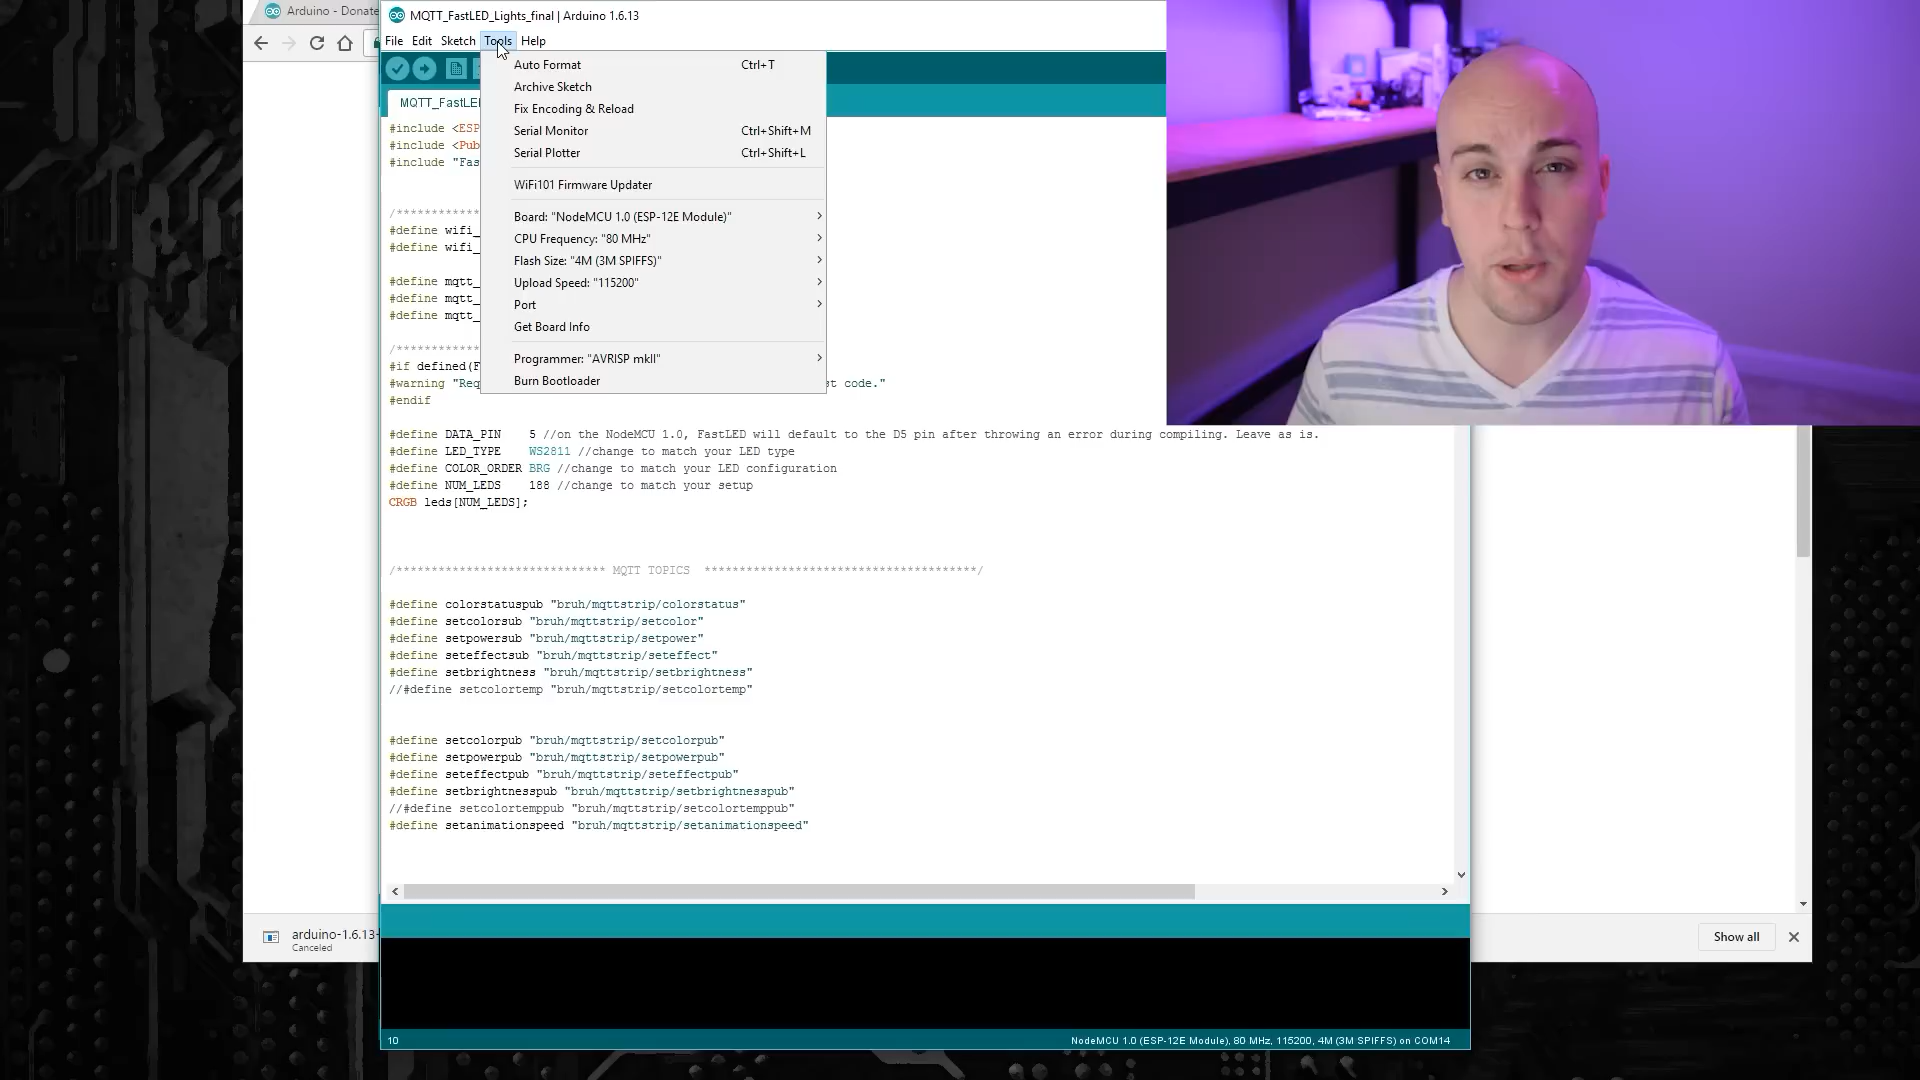 Arduino - Donate
MQTT_FastLED_Lights_final | Arduino 1.6.13
File Edit Sketch Tools Help
Auto Format Ctrl+T
Archive Sketch
Fix Encoding & Reload
Serial Monitor Ctrl+Shift+M
Serial Plotter Ctrl+Shift+L
WiFi101 Firmware Updater
Board: "NodeMCU 1.0 (ESP-12E Module)"
CPU Frequency: "80 MHz"
Flash Size: "4M (3M SPIFFS)"
Upload Speed: "115200"
Port
Get Board Info
Programmer: "AVRISP mkII"
Burn Bootloader
MQTT_FastLE
#include <ESP
#include <Pub
#include "Fas
/*************
#define wifi_
#define wifi_
#define mqtt_
#define mqtt_
#define mqtt_
/*************
#if defined(F
#warning "Req t code."
#endif
#define DATA_PIN 5 //on the NodeMCU 1.0, FastLED will default to the D5 pin after throwing an error during compiling. Leave as is.
#define LED_TYPE WS2811 //change to match your LED type
#define COLOR_ORDER BRG //change to match your LED configuration
#define NUM_LEDS 188 //change to match your setup
CRGB leds[NUM_LEDS];
/****************************** MQTT TOPICS **************************************/
#define colorstatuspub "bruh/mqttstrip/colorstatus"
#define setcolorsub "bruh/mqttstrip/setcolor"
#define setpowersub "bruh/mqttstrip/setpower"
#define seteffectsub "bruh/mqttstrip/seteffect"
#define setbrightness "bruh/mqttstrip/setbrightness"
//#define setcolortemp "bruh/mqttstrip/setcolortemp"
#define setcolorpub "bruh/mqttstrip/setcolorpub"
#define setpowerpub "bruh/mqttstrip/setpowerpub"
#define seteffectpub "bruh/mqttstrip/seteffectpub"
#define setbrightnesspub "bruh/mqttstrip/setbrightnesspub"
//#define setcolortemppub "bruh/mqttstrip/setcolortemppub"
#define setanimationspeed "bruh/mqttstrip/setanimationspeed"
arduino-1.6.13
Canceled
Show all
10
NodeMCU 1.0 (ESP-12E Module), 80 MHz, 115200, 4M (3M SPIFFS) on COM14